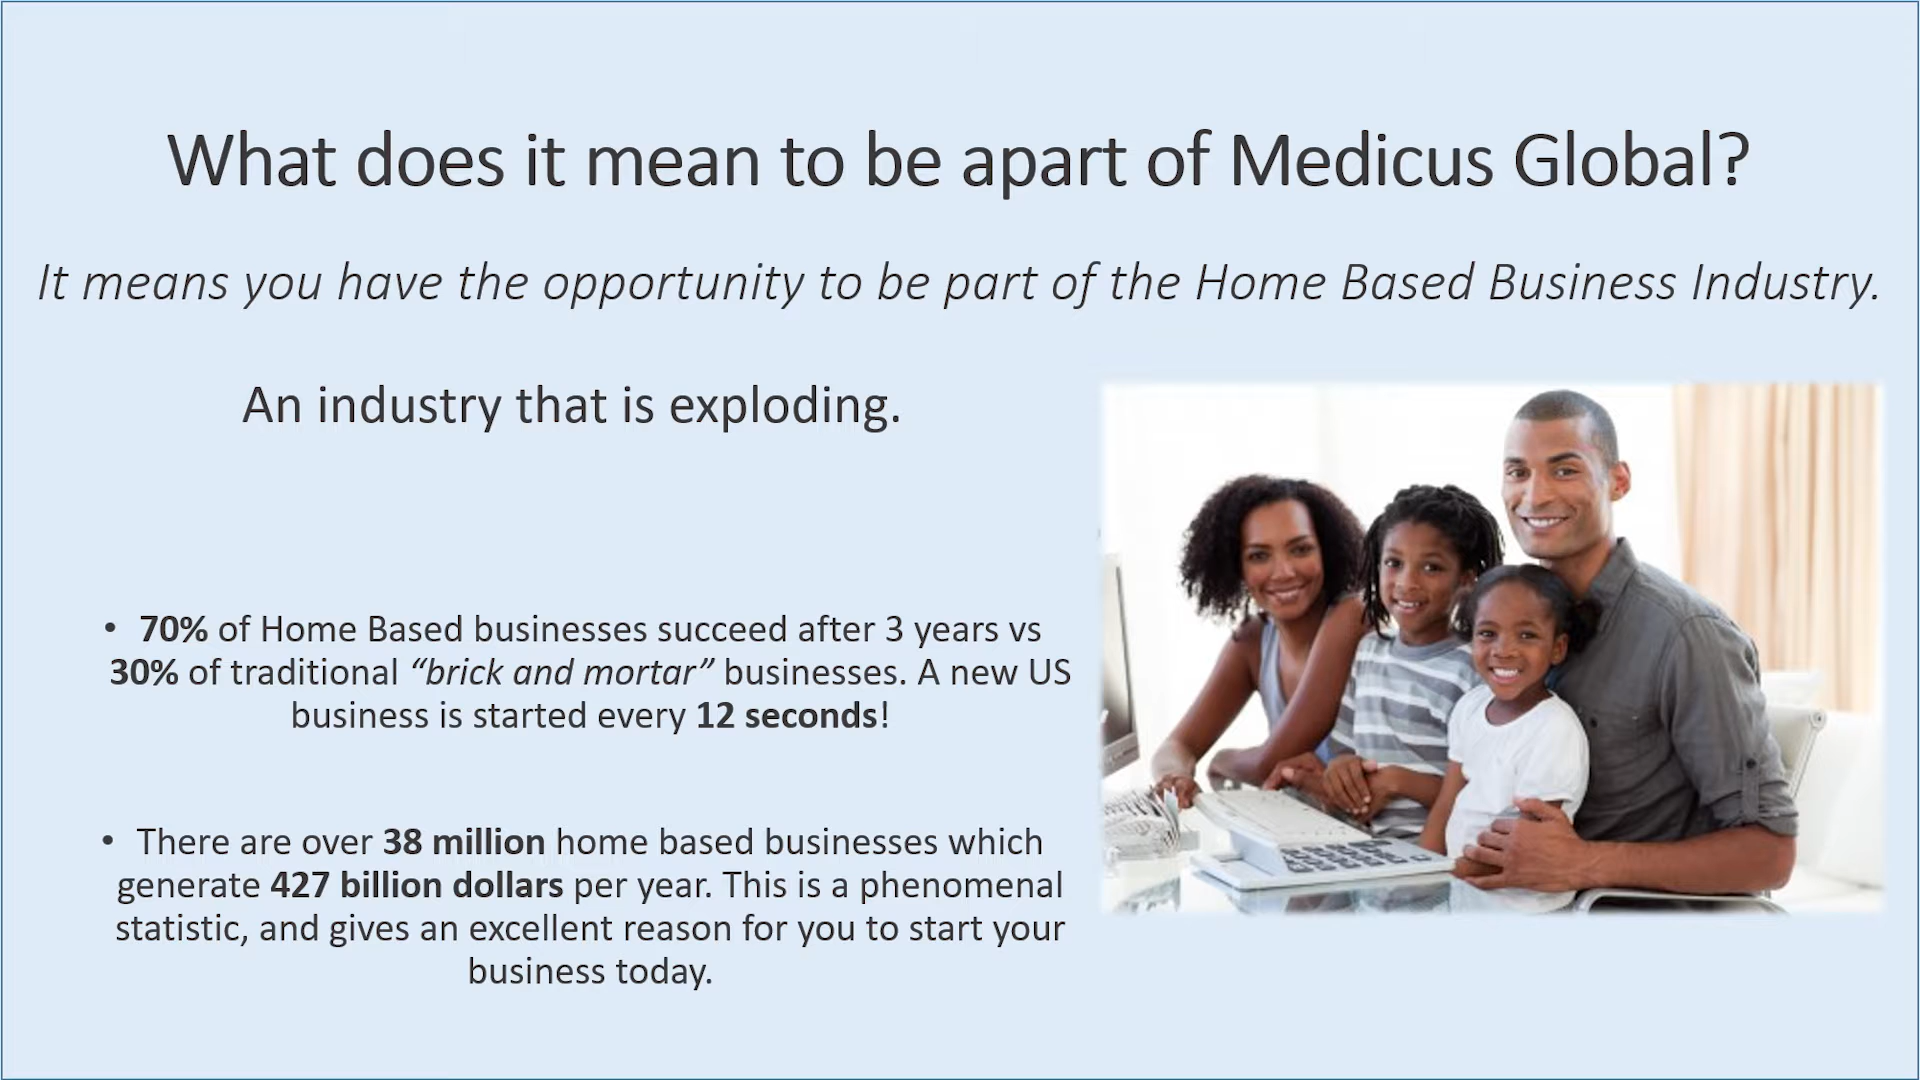 What does it mean to be apart of Medicus Global?
It means you have the opportunity to be part of the Home Based Business Industry.
An industry that is exploding.
• 70% of Home Based businesses succeed after 3 years vs
30% of traditional “brick and mortar” businesses. A new US
business is started every 12 seconds!
• There are over 38 million home based businesses which
generate 427 billion dollars per year. This is a phenomenal
statistic, and gives an excellent reason for you to start your
business today.